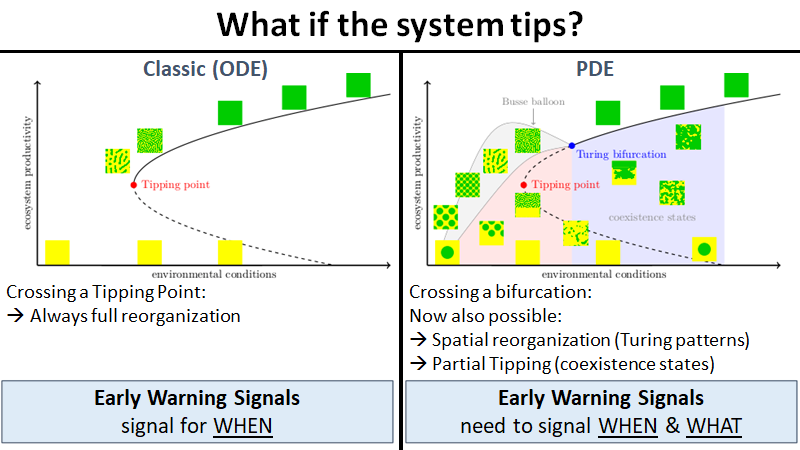 What if the system tips?
Classic (ODE)
ecosystem productivity
Tipping point
environmental conditions
Crossing a Tipping Point:
→ Always full reorganization
Early Warning Signals
signal for WHEN
PDE
Busse balloon
ecosystem productivity
Turing bifurcation
Tipping point
coexistence states
environmental conditions
Crossing a bifurcation:
Now also possible:
→ Spatial reorganization (Turing patterns)
→ Partial Tipping (coexistence states)
Early Warning Signals
need to signal WHEN & WHAT